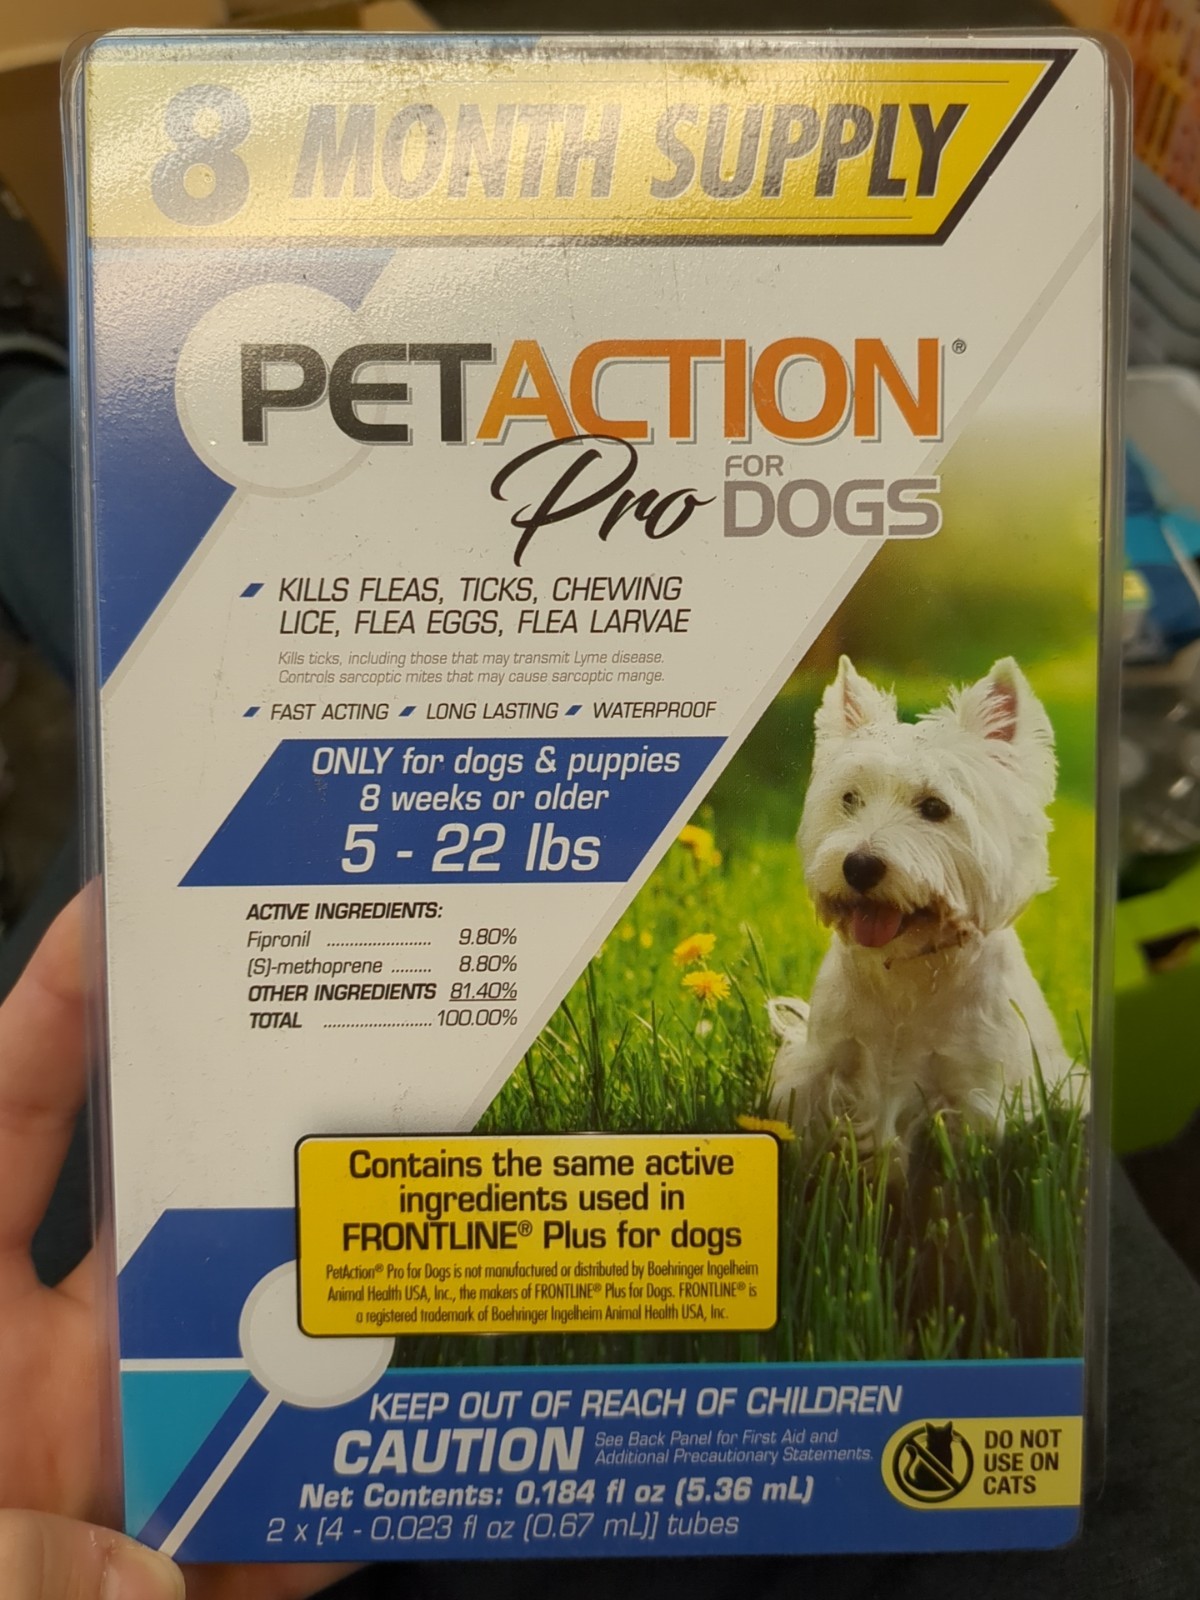 8 MONTH SUPPLY
PETACTION®
Pro FOR DOGS
KILLS FLEAS, TICKS, CHEWING
LICE, FLEA EGGS, FLEA LARVAE
Kills ticks, including those that may transmit Lyme disease.
Controls sarcoptic mites that may cause sarcoptic mange.
FAST ACTING LONG LASTING WATERPROOF
ONLY for dogs & puppies
8 weeks or older
5 - 22 lbs
ACTIVE INGREDIENTS:
Fipronil ........................ 9.80%
(S)-methoprene ......... 8.80%
OTHER INGREDIENTS 81.40%
TOTAL ......................... 100.00%
Contains the same active
ingredients used in
FRONTLINE® Plus for dogs
PetAction® Pro for Dogs is not manufactured or distributed by Boehringer Ingelheim
Animal Health USA, Inc., the makers of FRONTLINE® Plus for Dogs. FRONTLINE® is
a registered trademark of Boehringer Ingelheim Animal Health USA, Inc.
KEEP OUT OF REACH OF CHILDREN
CAUTION See Back Panel for First Aid and
Additional Precautionary Statements.
Net Contents: 0.184 fl oz (5.36 mL)
2 x [4 - 0.023 fl oz (0.67 mL)] tubes
DO NOT
USE ON
CATS